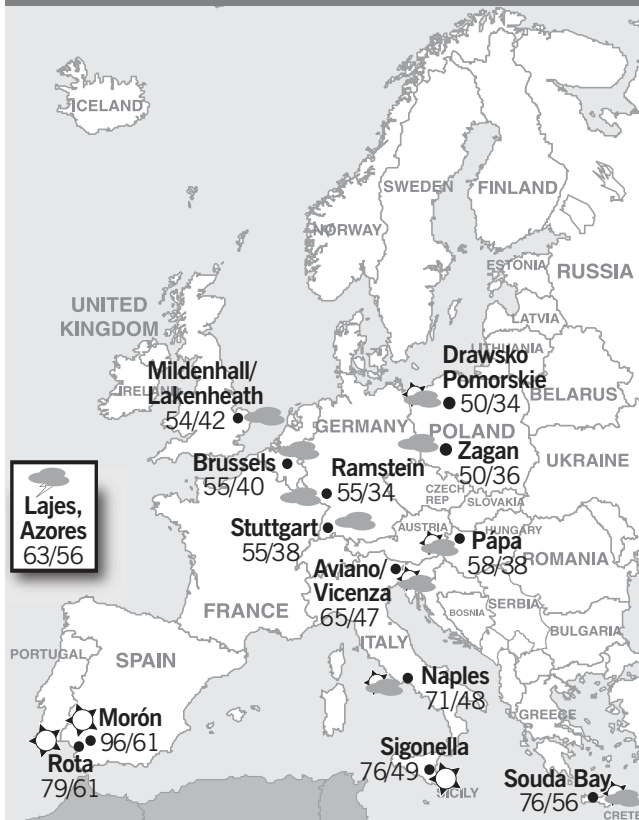 ICELAND
SWEDEN
FINLAND
NORWAY
ESTONIA
RUSSIA
LATVIA
LITHUANIA
UNITED
KINGDOM
IRELAND
Mildenhall/
Lakenheath
54/42
Drawsko
Pomorskie
50/34
BELARUS
GERMANY
POLAND
Zagan
50/36
UKRAINE
Brussels
55/40
Ramstein
55/34
CZECH
REP
SLOVAKIA
Lajes,
Azores
63/56
Stuttgart
55/38
AUSTRIA
HUNGARY
Pápa
58/38
ROMANIA
Aviano/
Vicenza
65/47
FRANCE
BOSNIA
SERBIA
BULGARIA
ITALY
PORTUGAL
SPAIN
Naples
71/48
GREECE
Morón
96/61
Rota
79/61
Sigonella
76/49
SICILY
Souda Bay
76/56
CRETE